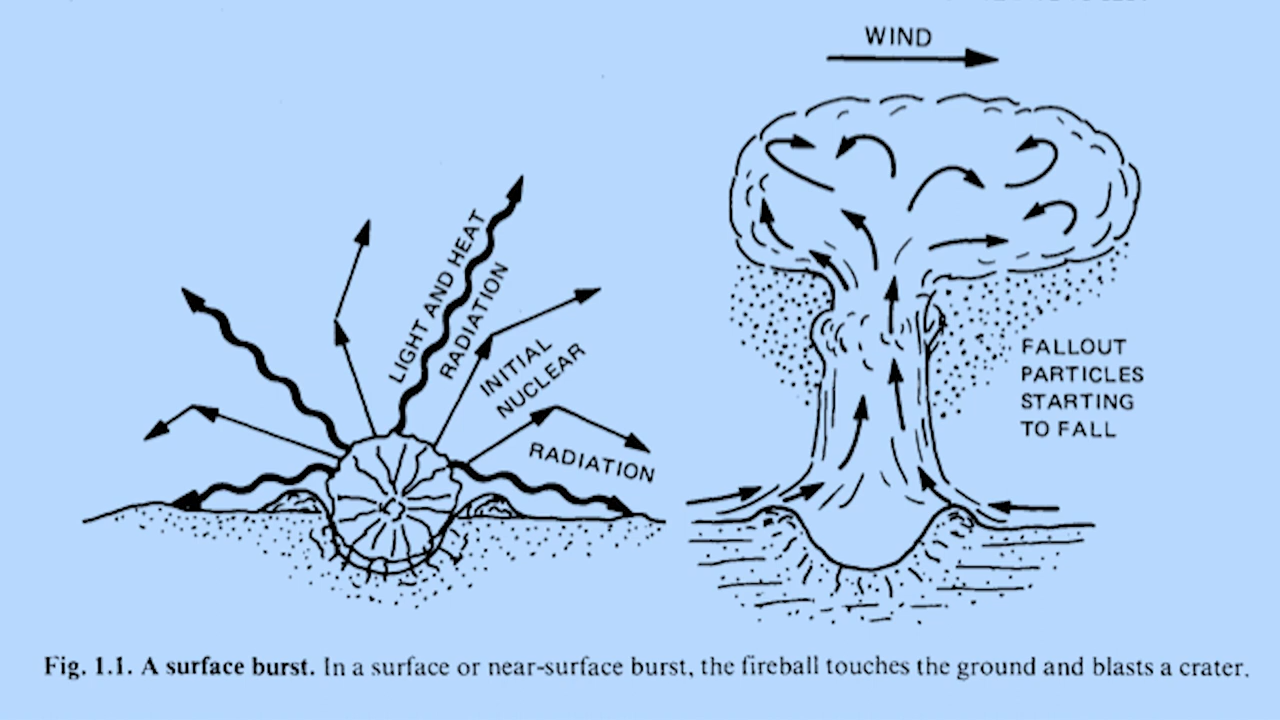 WIND
LIGHT AND HEAT
RADIATION
INITIAL
NUCLEAR
RADIATION
FALLOUT
PARTICLES
STARTING
TO FALL
Fig. 1.1. A surface burst. In a surface or near-surface burst, the fireball touches the ground and blasts a crater.